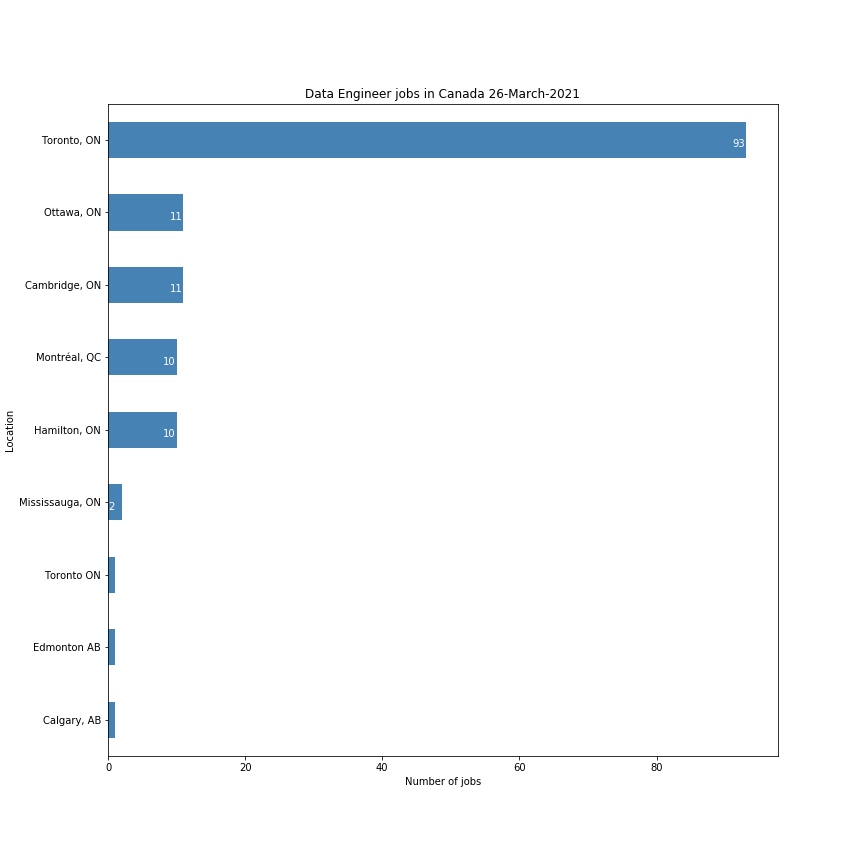 Data Engineer jobs in Canada 26-March-2021
Toronto, ON
93
Ottawa, ON
11
Cambridge, ON
11
Montréal, QC
10
Location
Hamilton, ON
10
Mississauga, ON
2
Toronto ON
Edmonton AB
Calgary, AB
0 20 40 60 80
Number of jobs